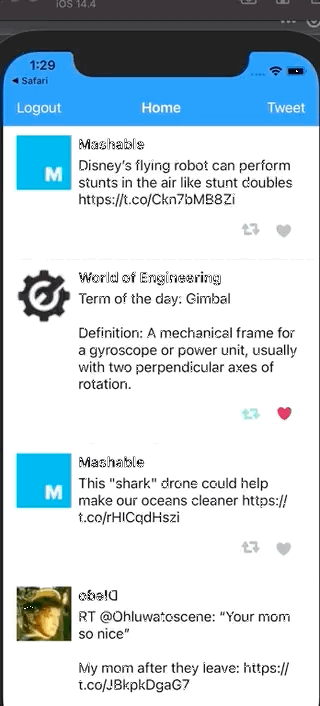 iOS 14.4
1:29
Safari
Logout
Home
Tweet
Mashable
Disney's flying robot can perform
stunts in the air like stunt doubles
https://t.co/Ckn7bMB8Zi
M
World of Engineering
Term of the day: Gimbal
Definition: A mechanical frame for
a gyroscope or power unit, usually
with two perpendicular axes of
rotation.
Mashable
This "shark" drone could help
make our oceans cleaner https://
t.co/rHICqdHszi
M
RT @Ohluwatoscene: “Your mom
so nice”
My mom after they leave: https://
t.co/JBkpkDgaG7